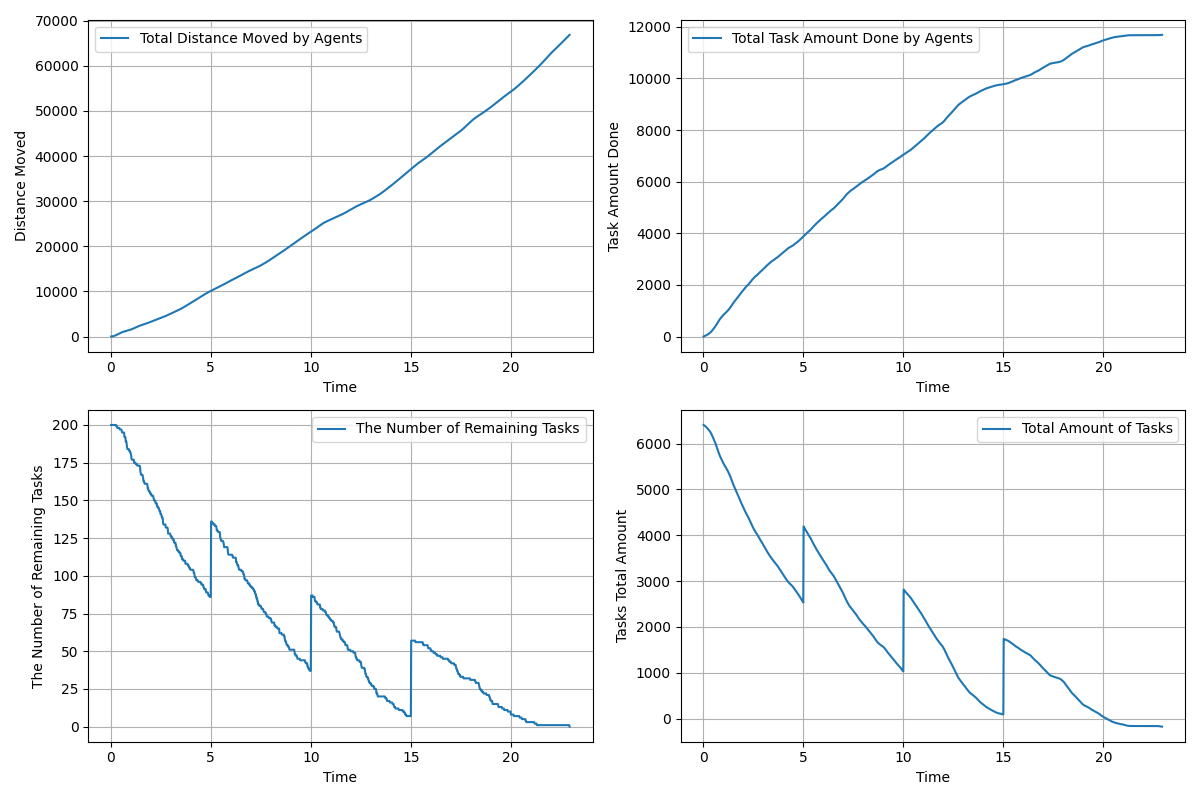 70000
60000
50000
40000
30000
20000
10000
0
Distance Moved
Total Distance Moved by Agents
0 5 10 15 20
Time
12000
10000
8000
6000
4000
2000
0
Task Amount Done
Total Task Amount Done by Agents
0 5 10 15 20
Time
200
175
150
125
100
75
50
25
0
The Number of Remaining Tasks
The Number of Remaining Tasks
0 5 10 15 20
Time
6000
5000
4000
3000
2000
1000
0
Tasks Total Amount
Total Amount of Tasks
0 5 10 15 20
Time